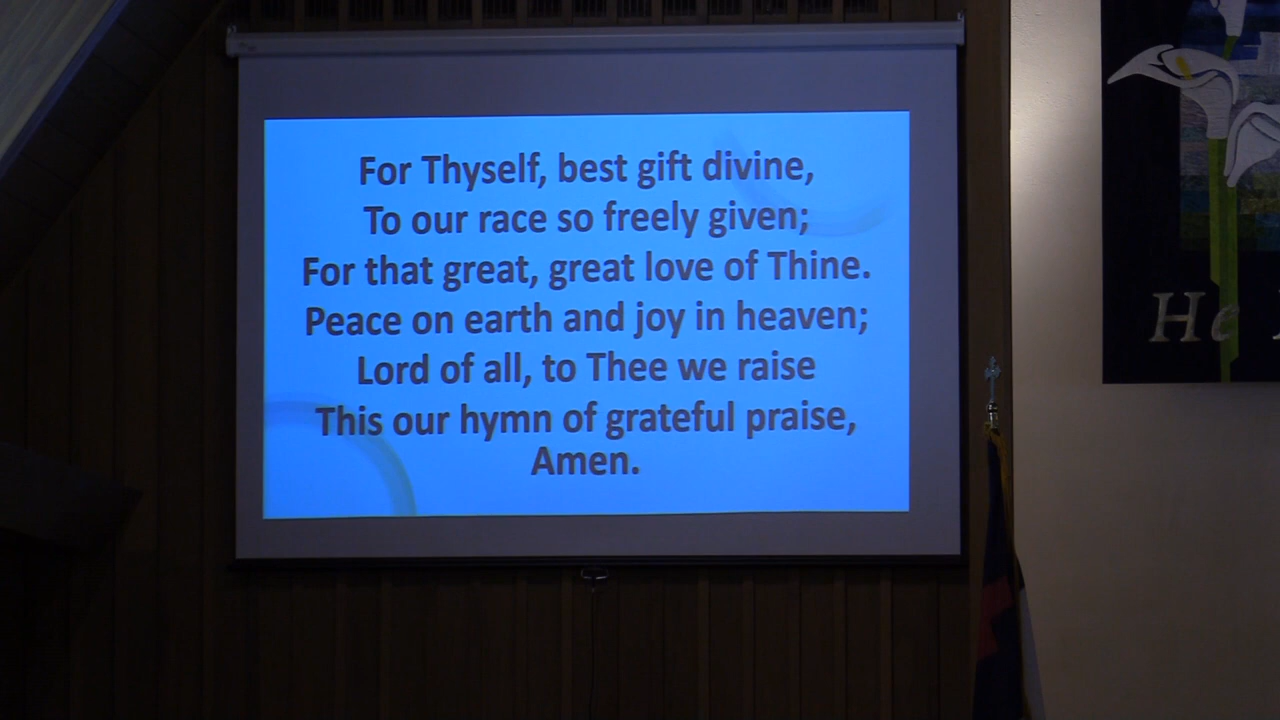 For Thyself, best gift divine,
To our race so freely given;
For that great, great love of Thine.
Peace on earth and joy in heaven;
Lord of all, to Thee we raise
This our hymn of grateful praise,
Amen.
He